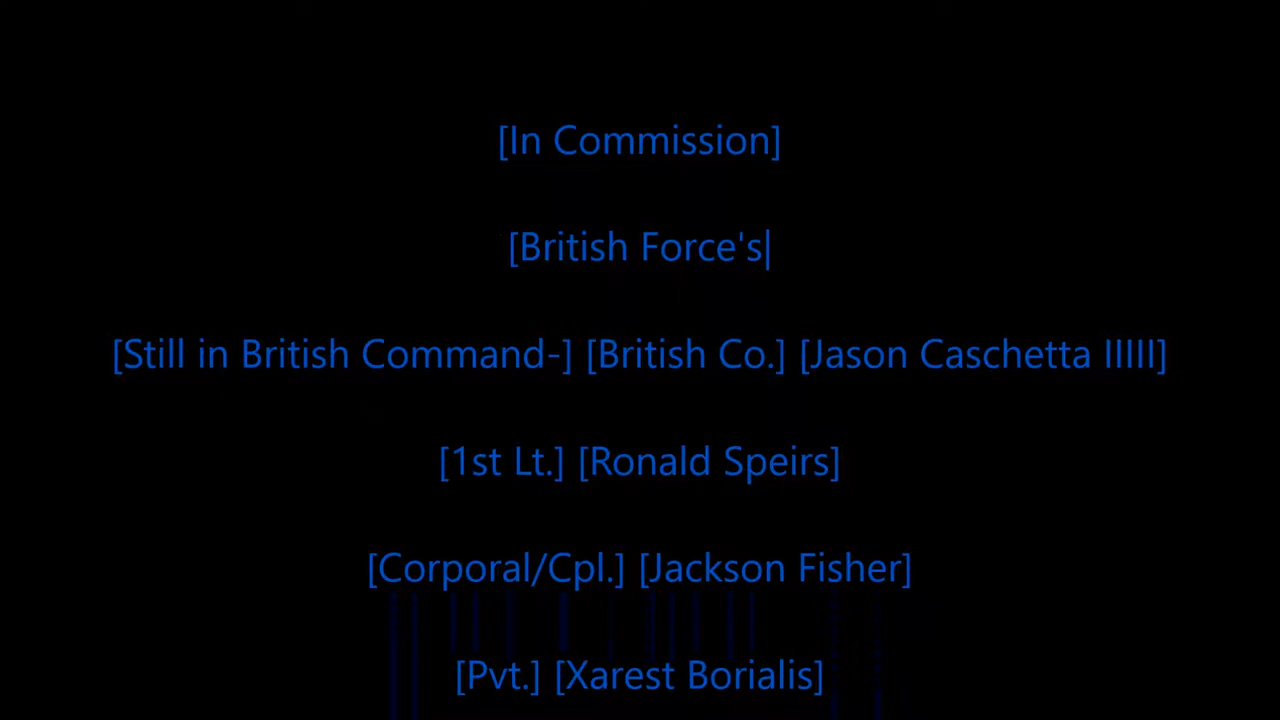 [In Commission]
[British Force's|
[Still in British Command-] [British Co.] [Jason Caschetta IIIII]
[1st Lt.] [Ronald Speirs]
[Corporal/Cpl.] [Jackson Fisher]
[Pvt.] [Xarest Borialis]